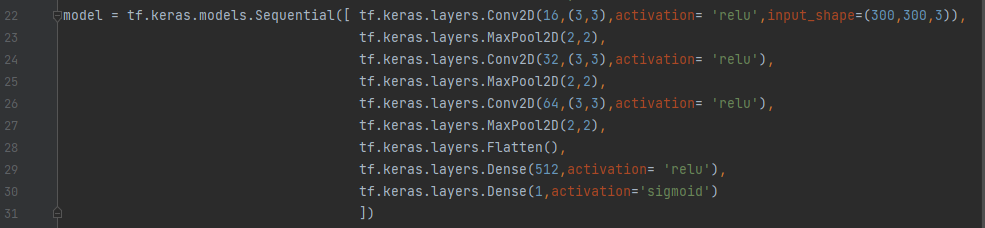 22 model = tf.keras.models.Sequential([ tf.keras.layers.Conv2D(16,(3,3),activation= 'relu',input_shape=(300,300,3)),
23 tf.keras.layers.MaxPool2D(2,2),
24 tf.keras.layers.Conv2D(32,(3,3),activation= 'relu'),
25 tf.keras.layers.MaxPool2D(2,2),
26 tf.keras.layers.Conv2D(64,(3,3),activation= 'relu'),
27 tf.keras.layers.MaxPool2D(2,2),
28 tf.keras.layers.Flatten(),
29 tf.keras.layers.Dense(512,activation= 'relu'),
30 tf.keras.layers.Dense(1,activation='sigmoid')
31 ])